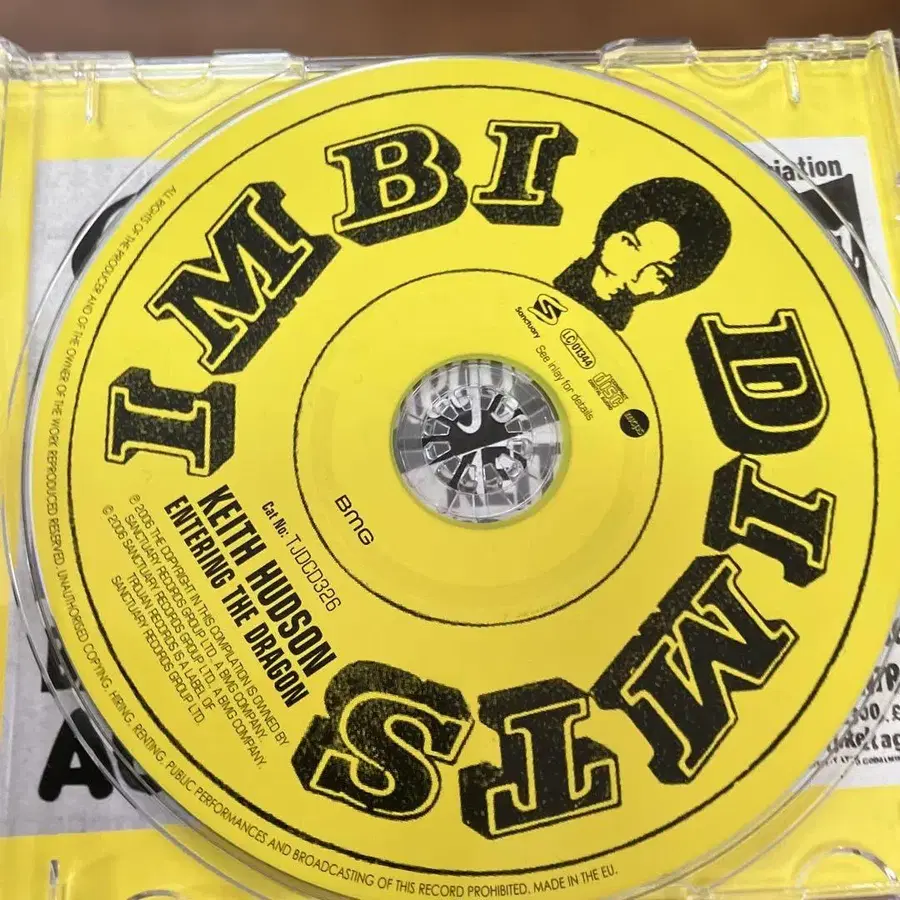 IMBI DIMTS
Sanctuary
LC 01344
See inlay for details
BMG
Cat No: TJDCD326
KEITH HUDSON
ENTERING THE DRAGON
℗ 2006 THE COPYRIGHT IN THIS COMPILATION IS OWNED BY
SANCTUARY RECORDS GROUP LTD. A BMG COMPANY.
© 2006 SANCTUARY RECORDS GROUP LTD. A BMG COMPANY.
TROJAN RECORDS IS A LABEL OF
SANCTUARY RECORDS GROUP LTD.
ALL RIGHTS OF THE PRODUCER AND OF THE OWNER OF THE WORK REPRODUCED RESERVED. UNAUTHORISED COPYING, HIRING, RENTING, PUBLIC PERFORMANCES AND BROADCASTING OF THIS RECORD PROHIBITED. MADE IN THE EU.